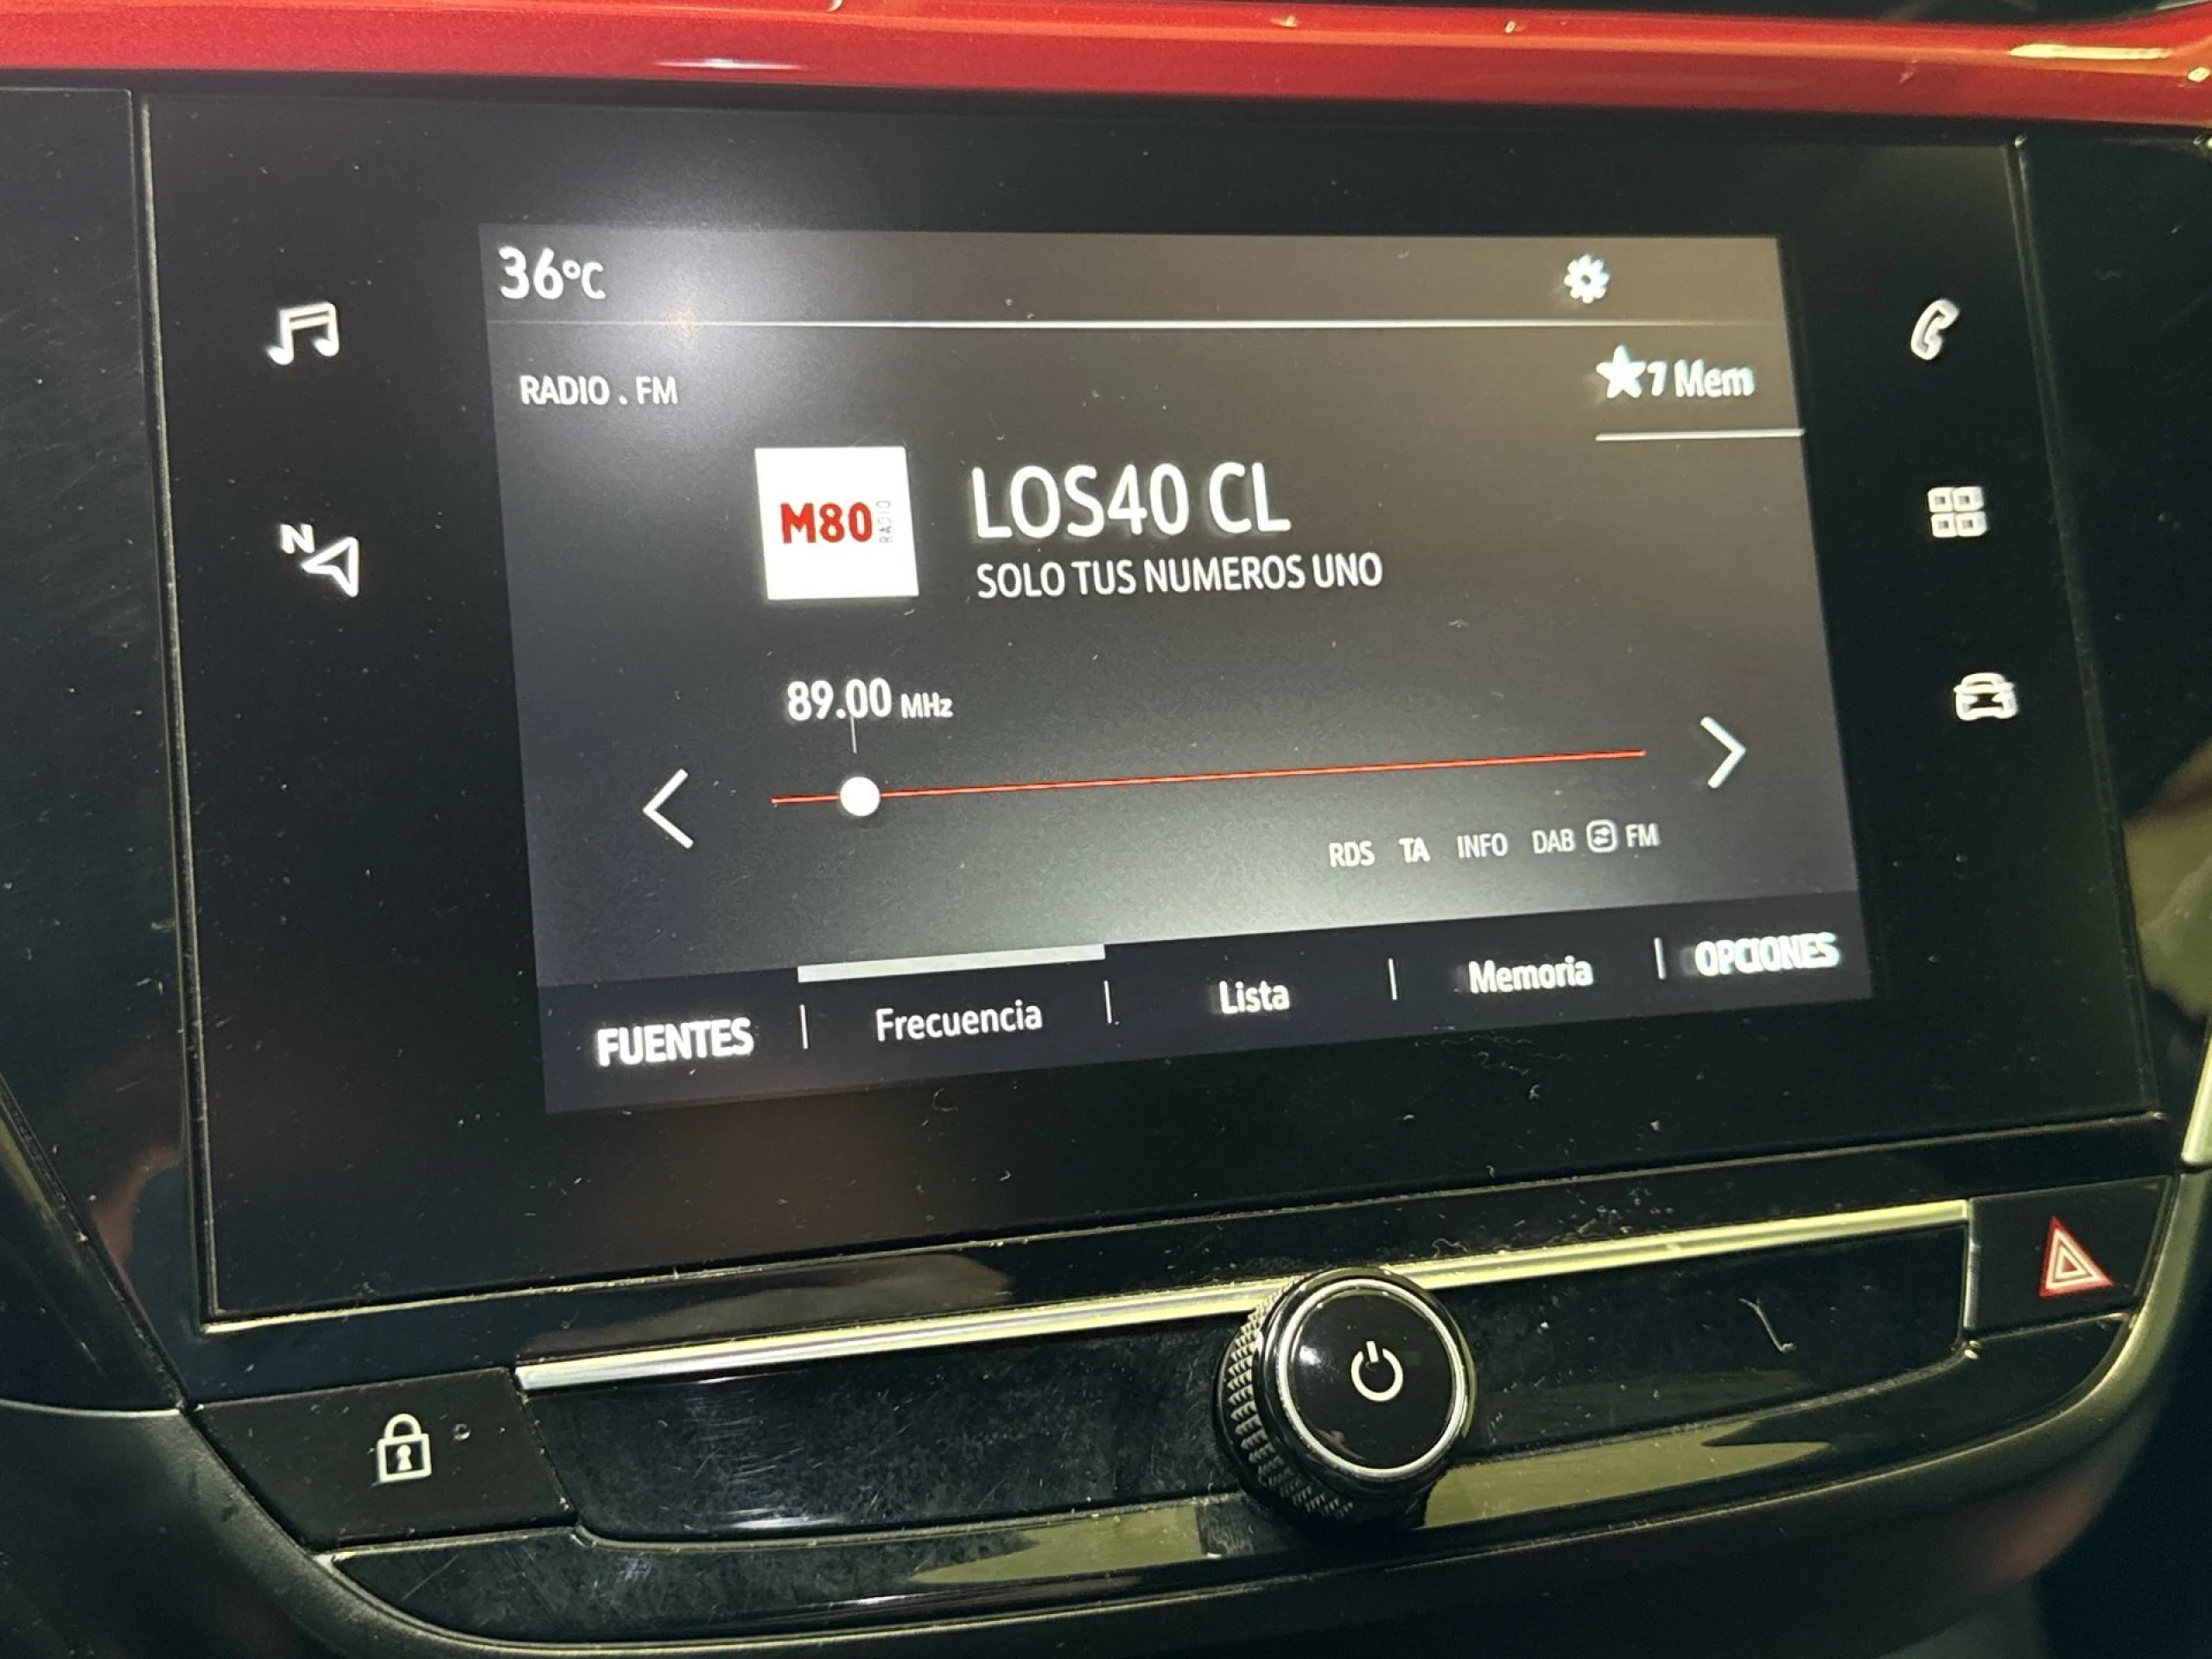 36°C
RADIO . FM
★7 Mem
M80 RADIO
LOS40 CL
SOLO TUS NUMEROS UNO
89.00 MHz
RDS TA INFO DAB FM
FUENTES | Frecuencia | Lista | Memoria | OPCIONES
N